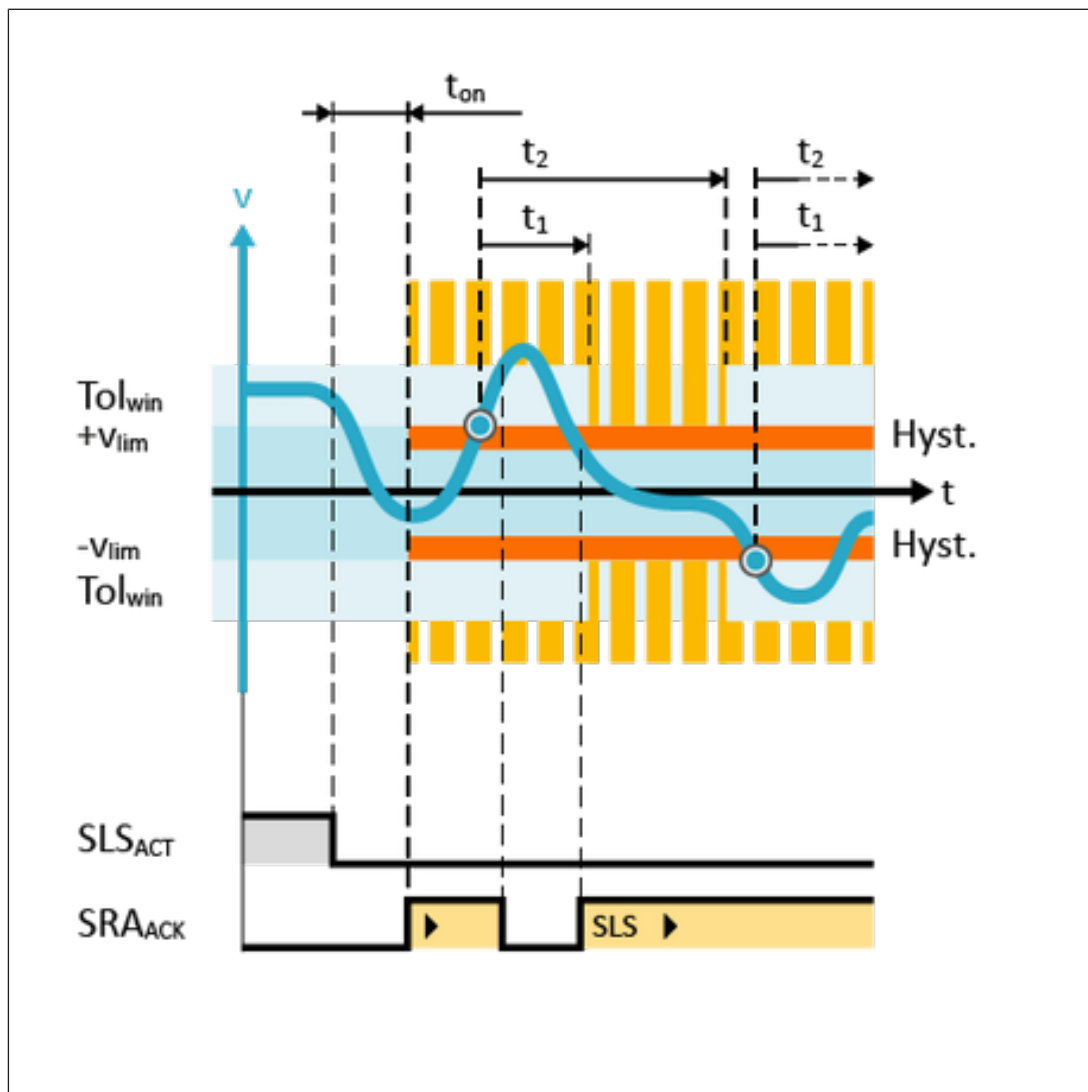 t_on
t_2 t_2
t_1 t_1
v
Tol_win
+v_lim Hyst.
t
-v_lim Hyst.
Tol_win
SLS_ACT
SRA_ACK SLS